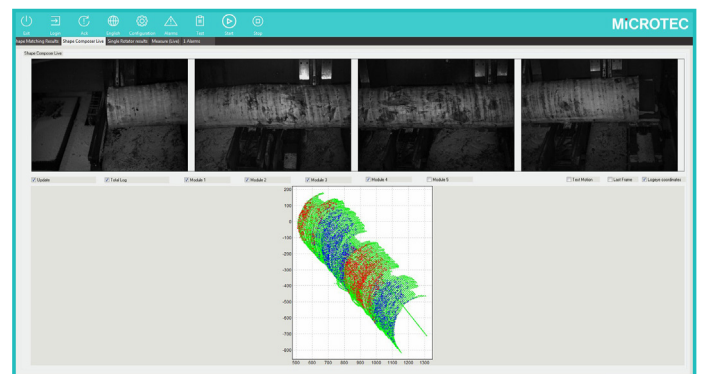 MiCROTEC
Exit Login Ack English Configuration Alarms Test Start Stop
hape Matching Results Shape Composer Live Single Rotator results Measure (Live) 1 Alarms
Shape Composer Live
Update Total Log Module 1 Module 2 Module 3 Module 4 Module 5 Test Motion Last Frame Logeye coordinates
200
100
0
-100
-200
-300
-400
-500
-600
-700
-800
500 600 700 800 900 1000 1100 1200 1300